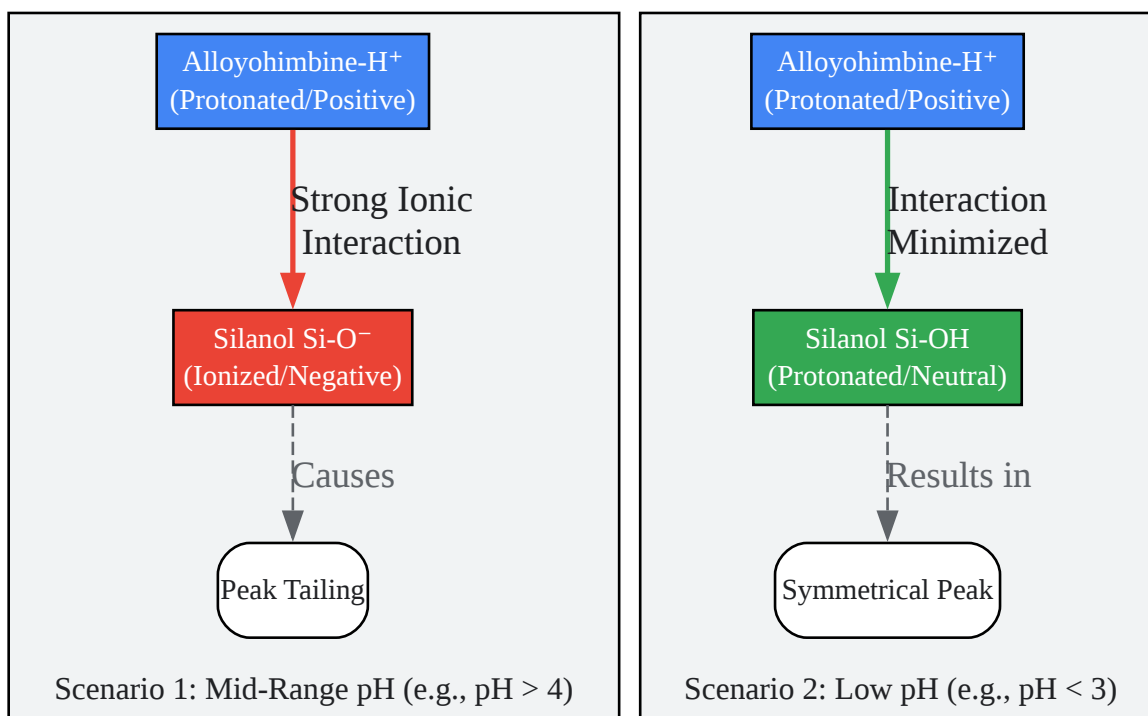 Alloyohimbine-H⁺
(Protonated/Positive)
Strong Ionic
Interaction
Silanol Si-O⁻
(Ionized/Negative)
Causes
Peak Tailing
Scenario 1: Mid-Range pH (e.g., pH > 4)
Alloyohimbine-H⁺
(Protonated/Positive)
Interaction
Minimized
Silanol Si-OH
(Protonated/Neutral)
Results in
Symmetrical Peak
Scenario 2: Low pH (e.g., pH < 3)